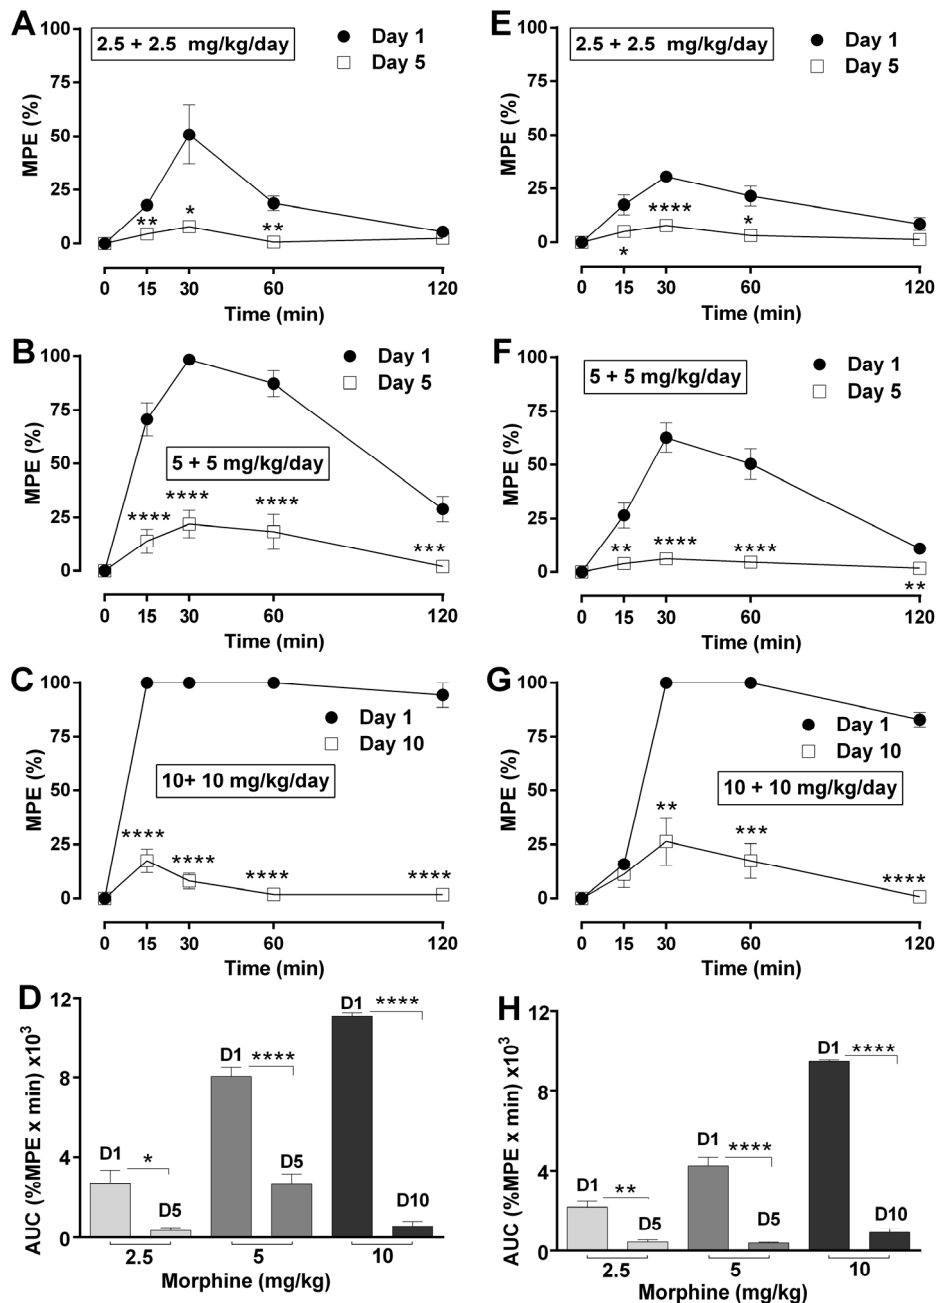 A
2.5 + 2.5 mg/kg/day
Day 1
Day 5
MPE (%)
100
75
50
25
0
**
*
**
0 15 30 60 120
Time (min)
E
2.5 + 2.5 mg/kg/day
Day 1
Day 5
MPE (%)
100
75
50
25
0
*
****
*
0 15 30 60 120
Time (min)
B
Day 1
Day 5
5 + 5 mg/kg/day
MPE (%)
100
75
50
25
0
****
****
****
***
0 15 30 60 120
Time (min)
F
Day 1
Day 5
5 + 5 mg/kg/day
MPE (%)
100
75
50
25
0
**
****
****
**
0 15 30 60 120
Time (min)
C
Day 1
Day 10
10+ 10 mg/kg/day
MPE (%)
100
75
50
25
0
****
****
****
****
0 15 30 60 120
Time (min)
G
Day 1
Day 10
10 + 10 mg/kg/day
MPE (%)
100
75
50
25
0
**
***
****
0 15 30 60 120
Time (min)
D
AUC (%MPE x min) x10³
12
8
4
0
D1 * D5
D1 **** D5
D1 **** D10
2.5 5 10
Morphine (mg/kg)
H
AUC (%MPE x min) x10³
12
8
4
0
D1 ** D5
D1 **** D5
D1 **** D10
2.5 5 10
Morphine (mg/kg)